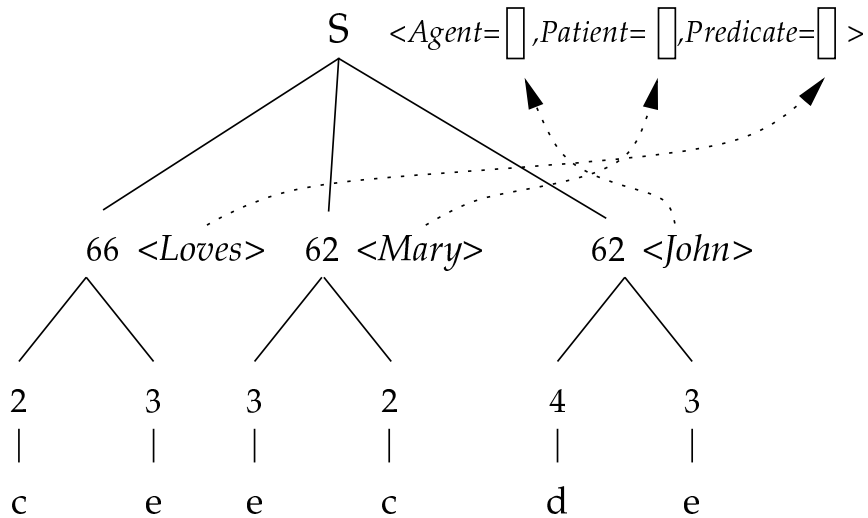 S <Agent= ,Patient= ,Predicate= >
66 <Loves> 62 <Mary> 62 <John>
2 3 3 2 4 3
c e e c d e